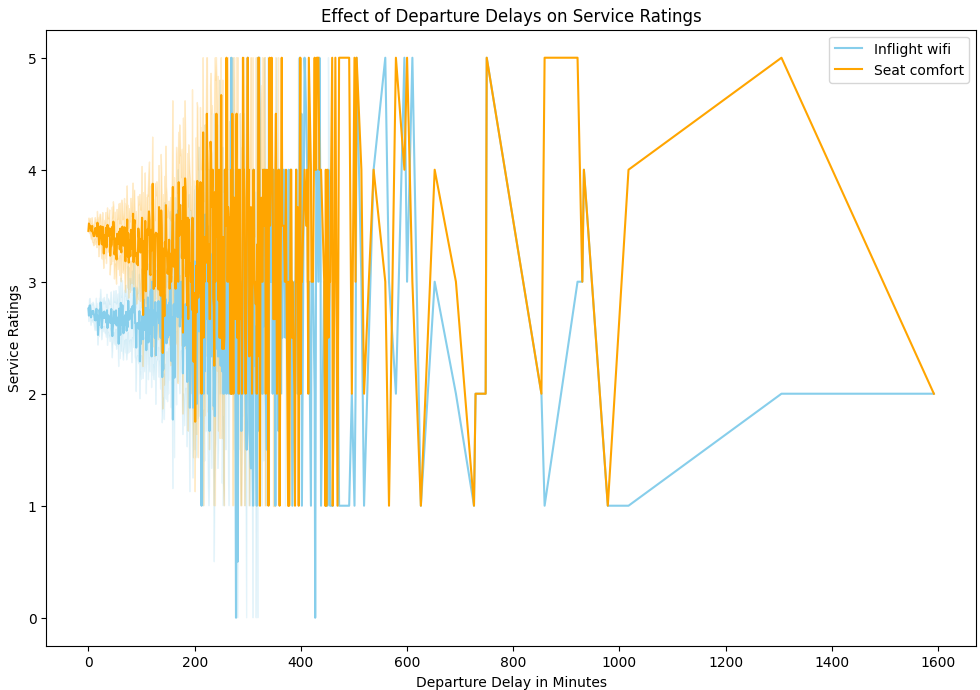 Effect of Departure Delays on Service Ratings
Inflight wifi
Seat comfort
Service Ratings
5
4
3
2
1
0
0 200 400 600 800 1000 1200 1400 1600
Departure Delay in Minutes